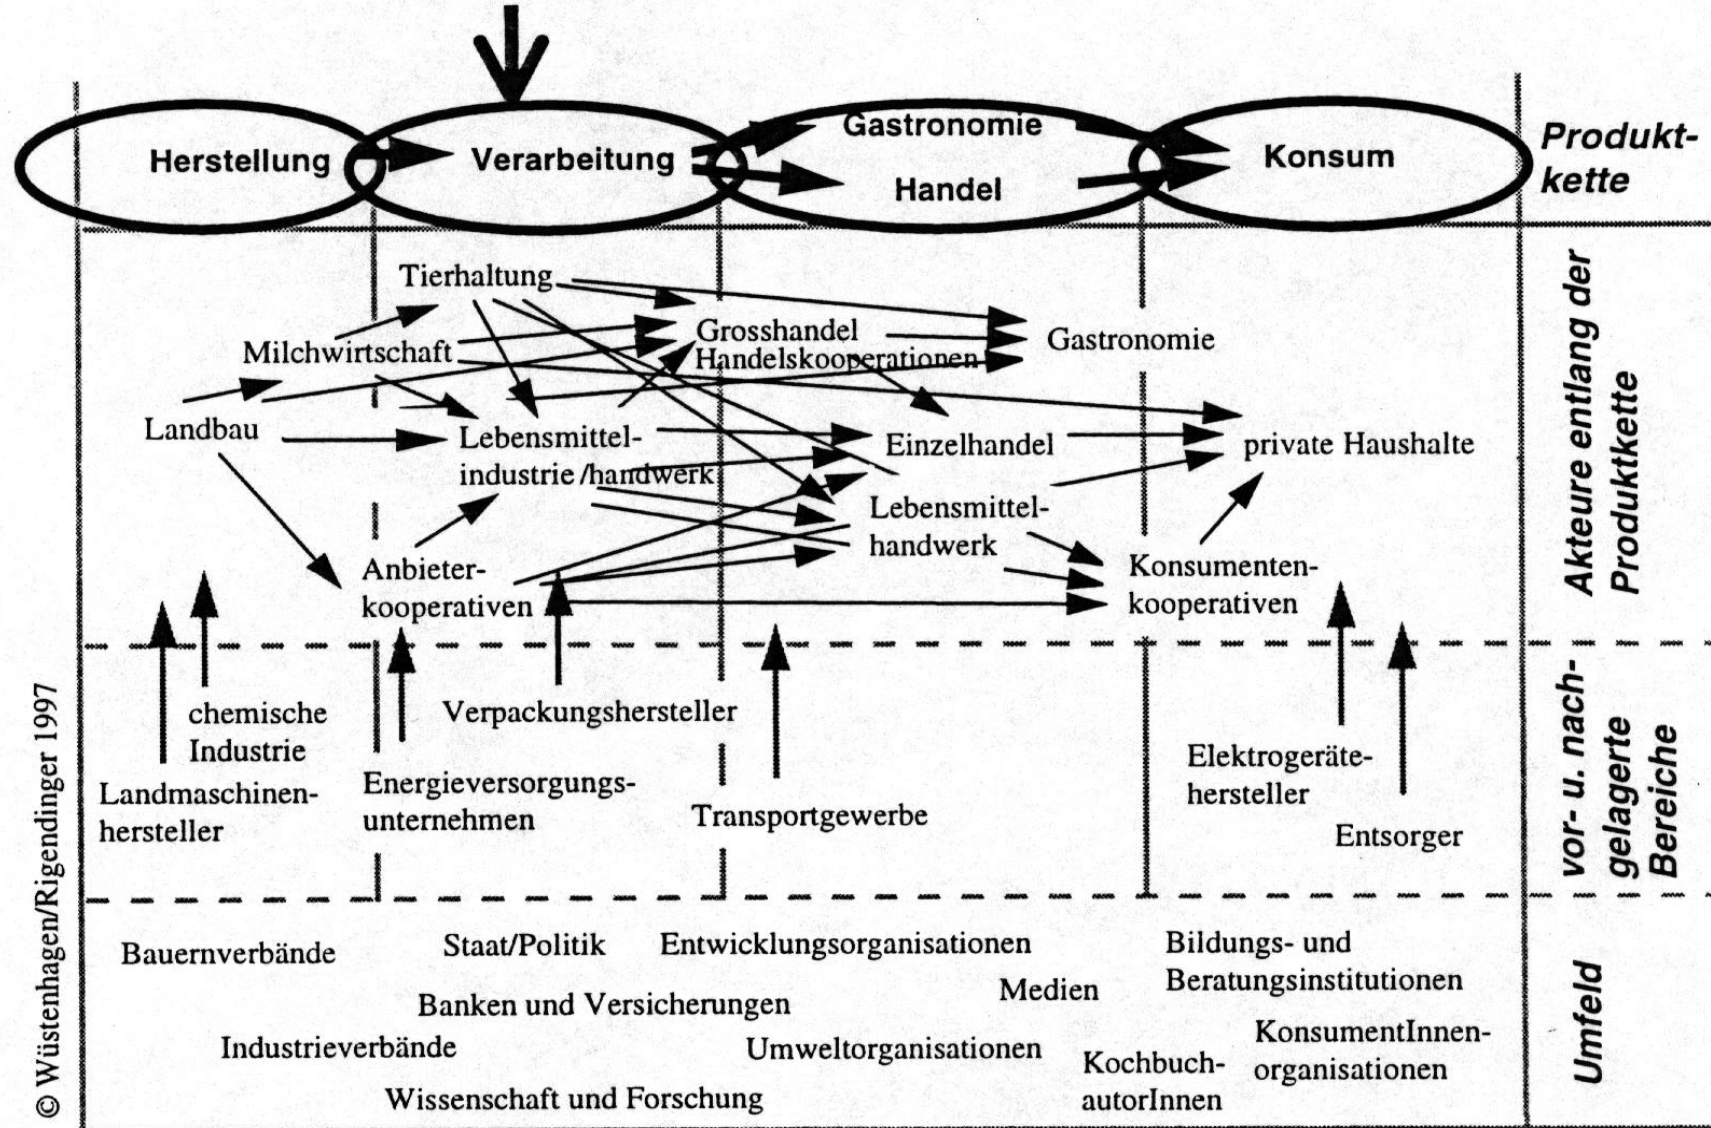 Herstellung
Verarbeitung
Gastronomie
Handel
Konsum
Produkt-
kette
Tierhaltung
Milchwirtschaft
Landbau
Grosshandel
Handelskooperationen
Gastronomie
Lebensmittel-
industrie/handwerk
Einzelhandel
private Haushalte
Lebensmittel-
handwerk
Anbieter-
kooperativen
Konsumenten-
kooperativen
Akteure entlang der
Produktkette
chemische
Industrie
Landmaschinen-
hersteller
Verpackungshersteller
Energieversorgungs-
unternehmen
Transportgewerbe
Elektrogeräte-
hersteller
Entsorger
vor- u. nach-
gelagerte
Bereiche
Bauernverbände
Staat/Politik
Entwicklungsorganisationen
Bildungs- und
Beratungsinstitutionen
Medien
Banken und Versicherungen
Industrieverbände
Umweltorganisationen
KonsumentInnen-
organisationen
Kochbuch-
autorInnen
Wissenschaft und Forschung
Umfeld
© Wüstenhagen/Rigendinger 1997